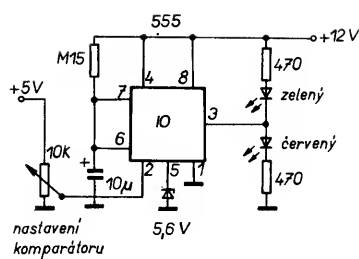 555
+12V
M15
470
4
8
+5V
7
zelený
3
IO
6
červený
10k
+
10µ
2
5
1
470
5,6 V
nastavení
komparátoru